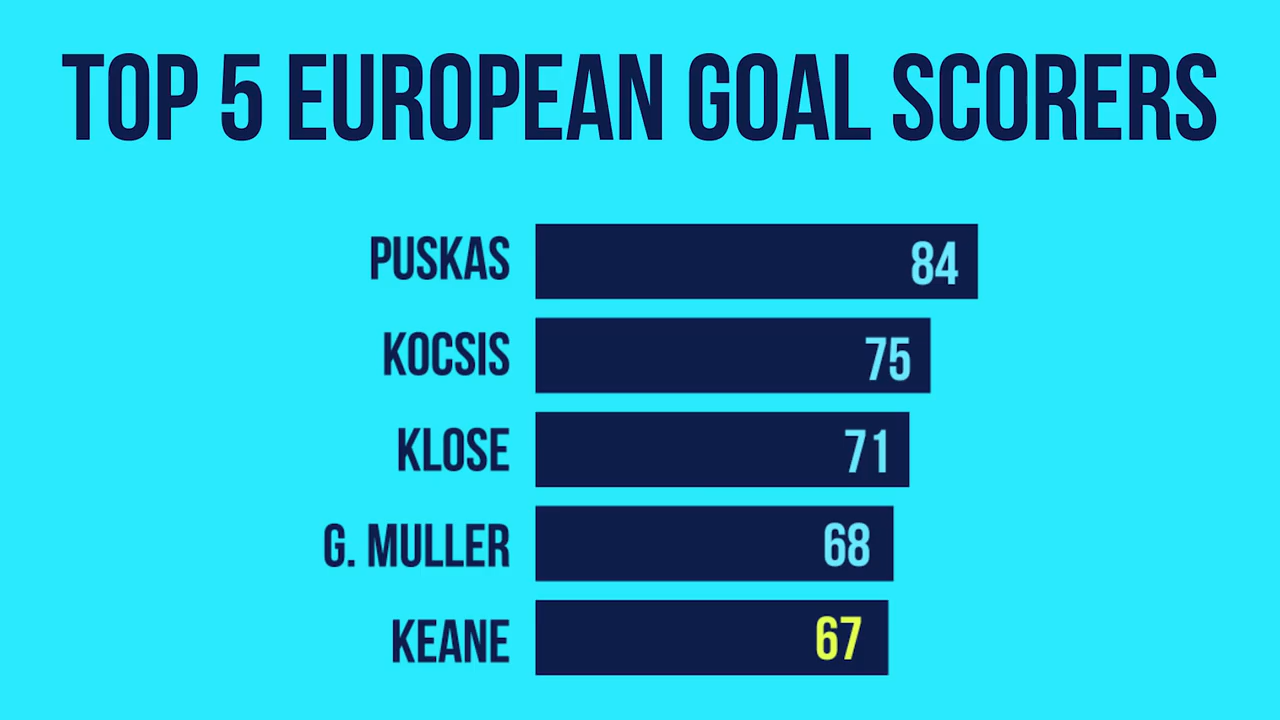 TOP 5 EUROPEAN GOAL SCORERS
PUSKAS 84
KOCSIS 75
KLOSE 71
G. MULLER 68
KEANE 67